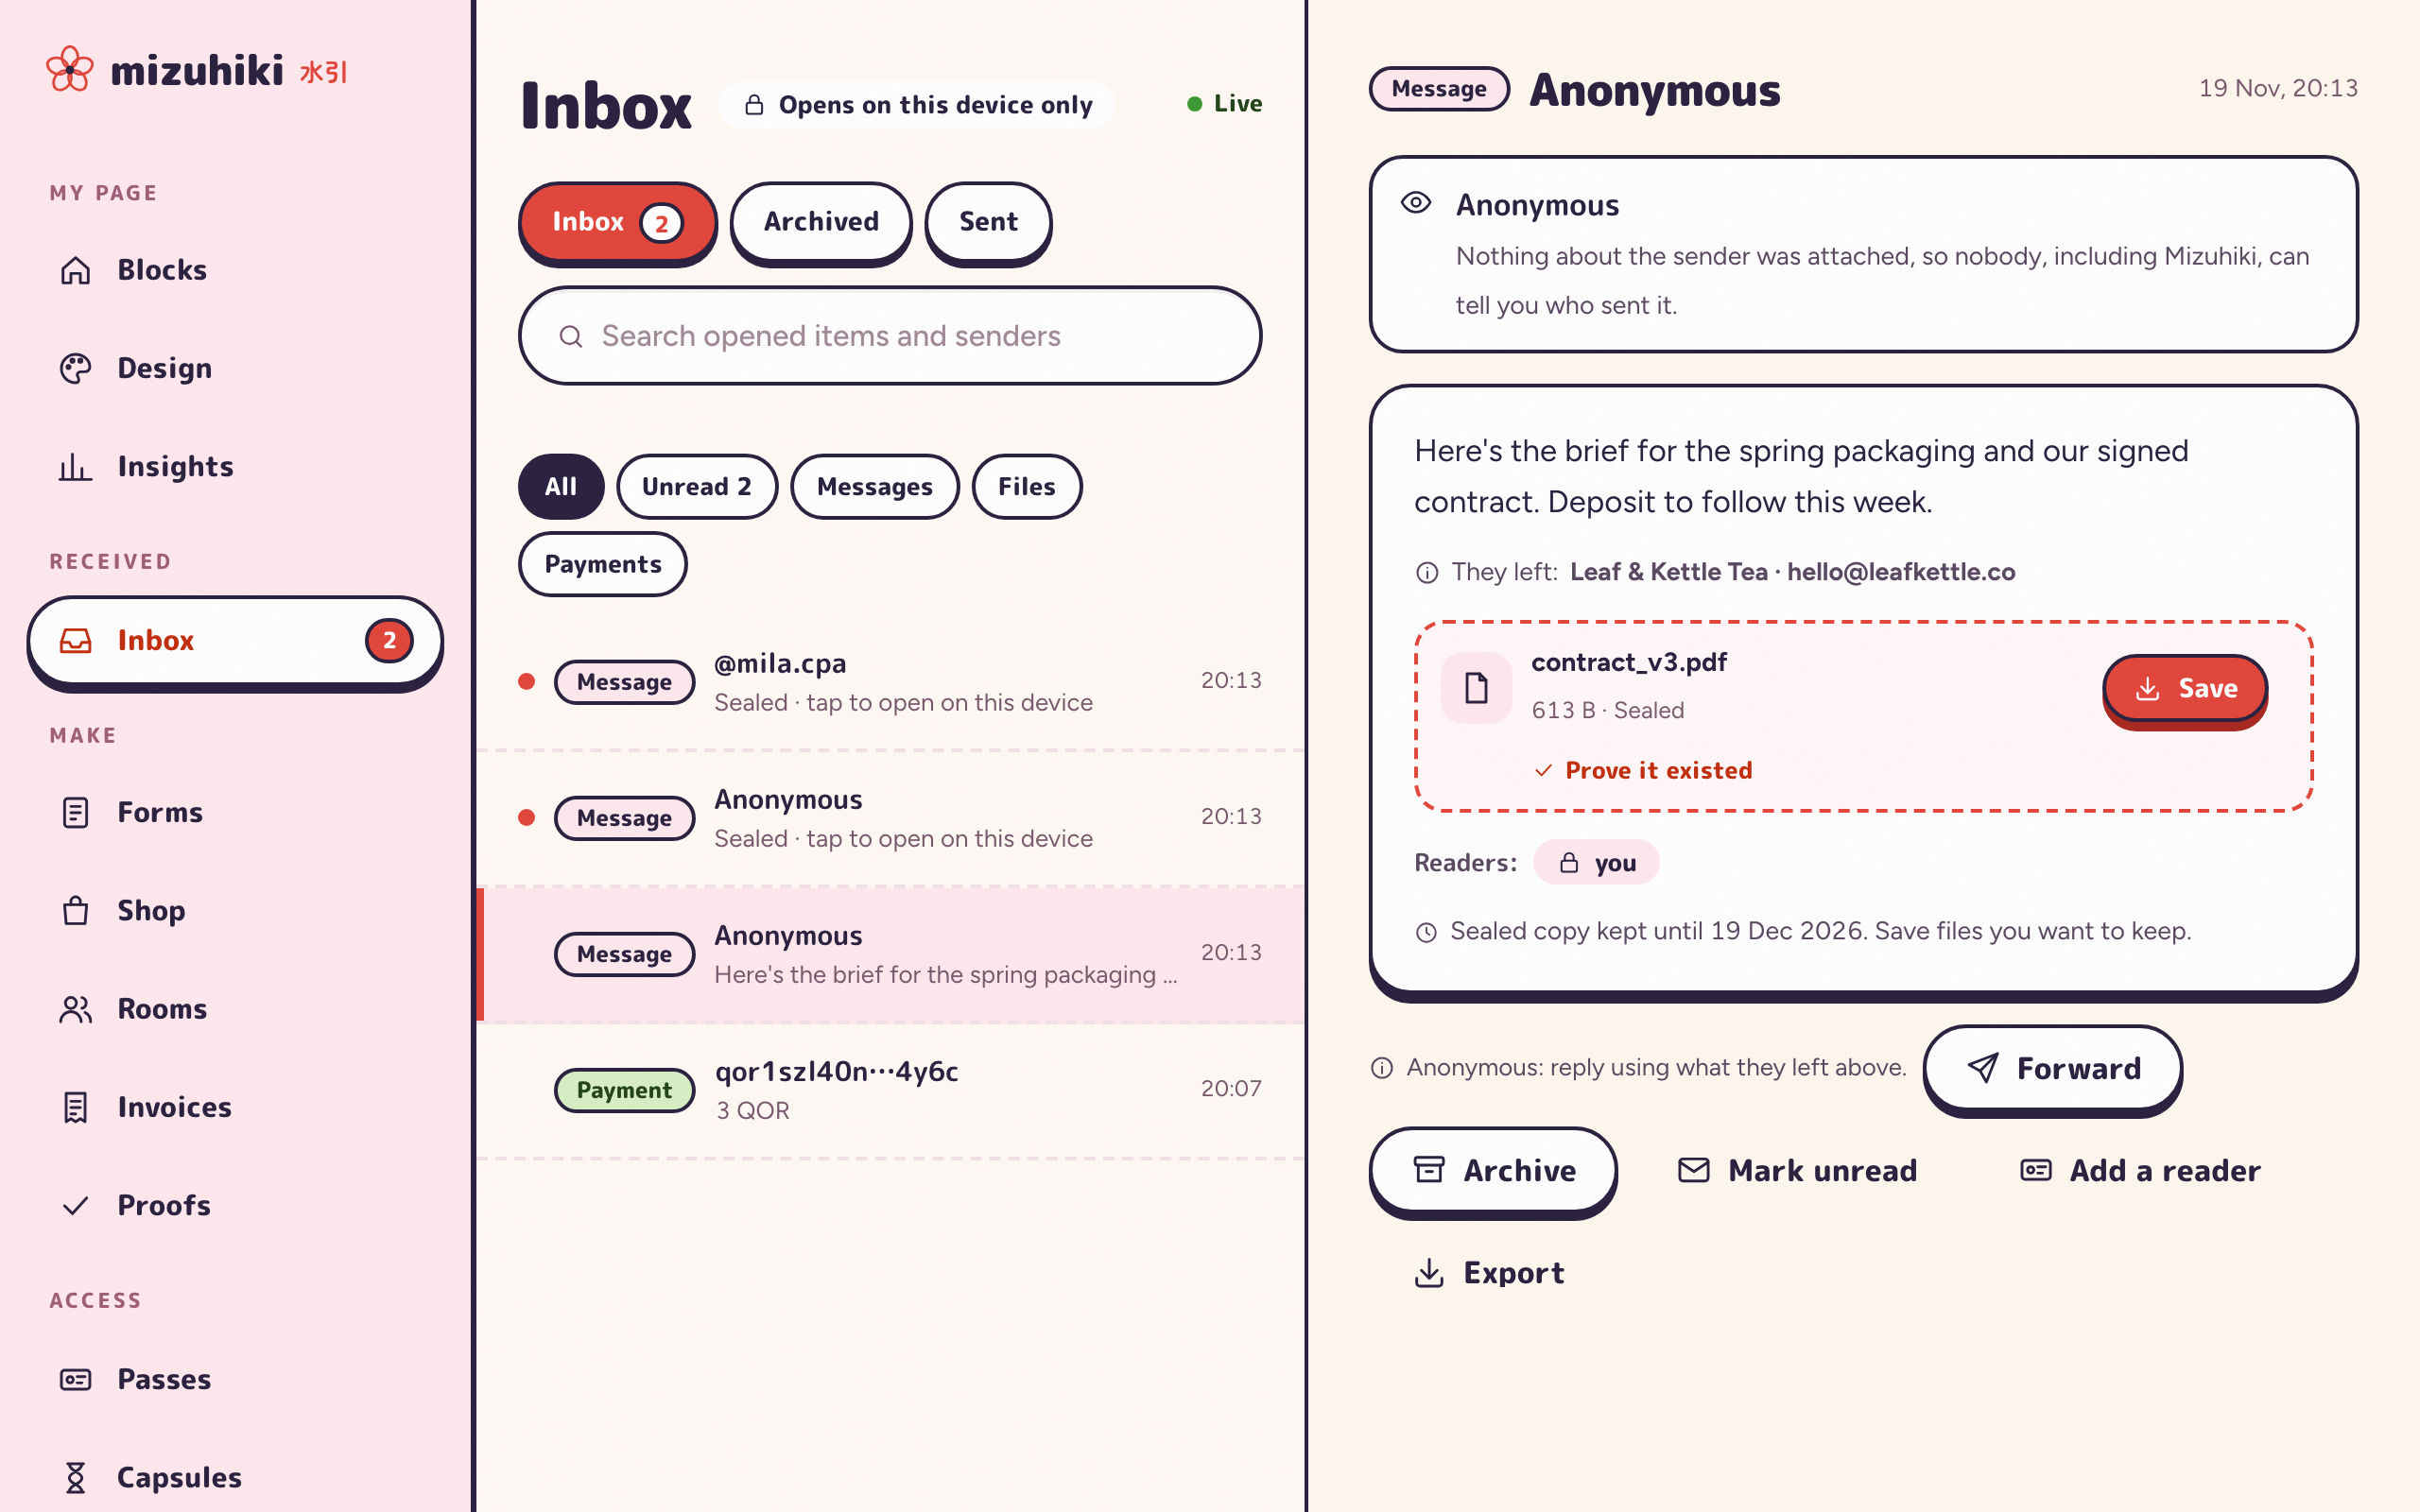 mizuhiki 水引
MY PAGE
Blocks
Design
Insights
RECEIVED
Inbox 2
MAKE
Forms
Shop
Rooms
Invoices
Proofs
ACCESS
Passes
Capsules
Inbox Opens on this device only Live
Inbox 2 Archived Sent
Search opened items and senders
All Unread 2 Messages Files
Payments
Message @mila.cpa 20:13
Sealed · tap to open on this device
Message Anonymous 20:13
Sealed · tap to open on this device
Message Anonymous 20:13
Here's the brief for the spring packaging ...
Payment qor1szl40n···4y6c 20:07
3 QOR
Message Anonymous 19 Nov, 20:13
Anonymous
Nothing about the sender was attached, so nobody, including Mizuhiki, can
tell you who sent it.
Here's the brief for the spring packaging and our signed
contract. Deposit to follow this week.
They left: Leaf & Kettle Tea · hello@leafkettle.co
contract_v3.pdf
613 B · Sealed
Save
Prove it existed
Readers: you
Sealed copy kept until 19 Dec 2026. Save files you want to keep.
Anonymous: reply using what they left above. Forward
Archive Mark unread Add a reader
Export